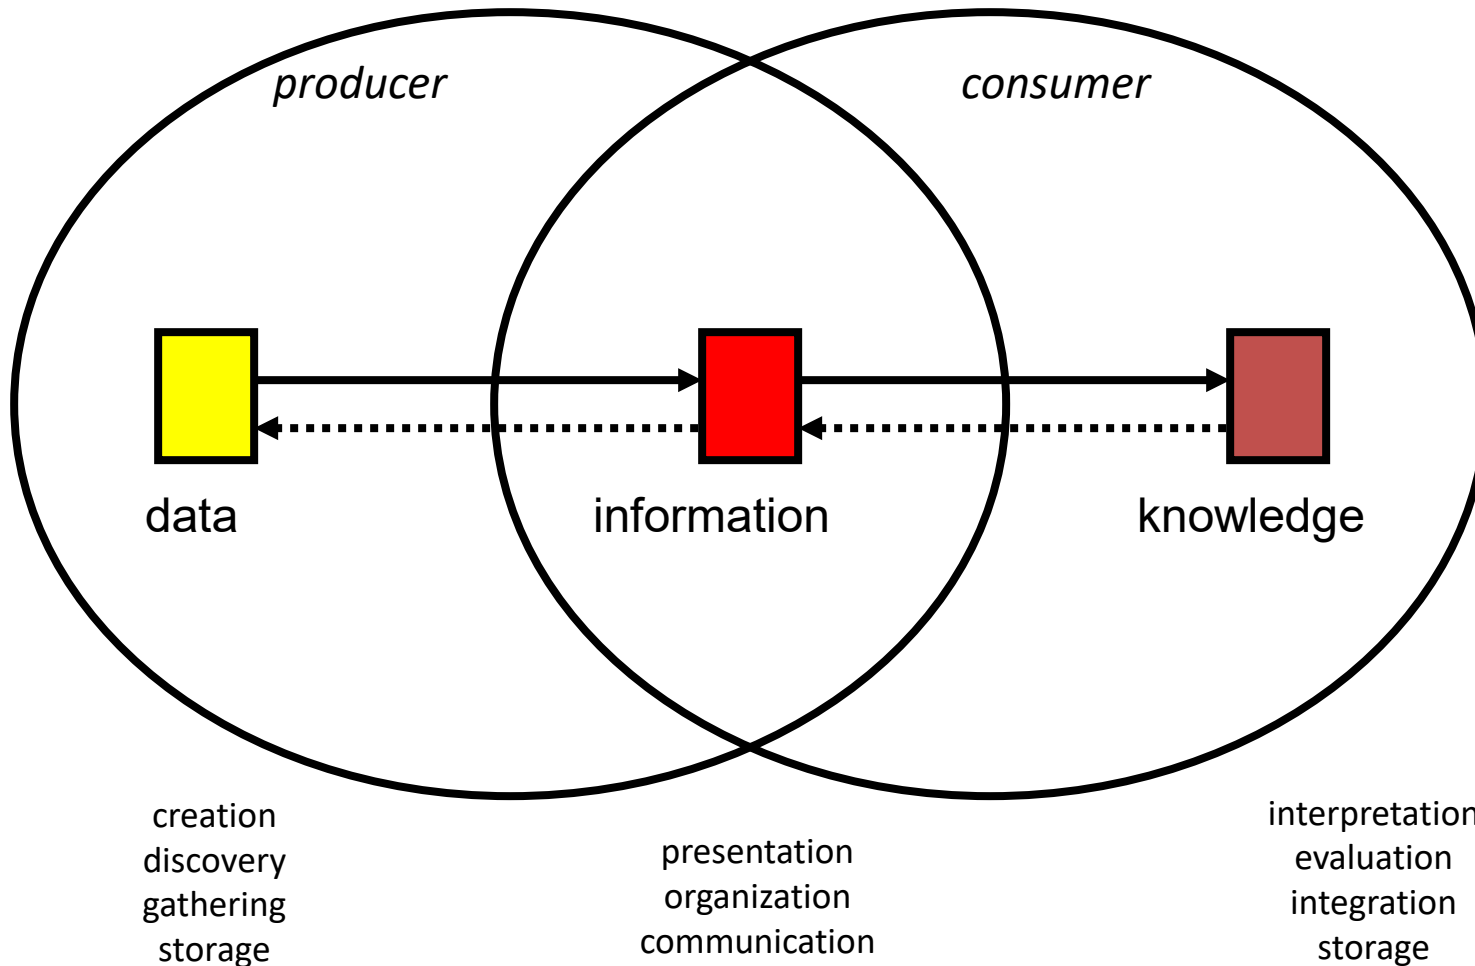 producer
consumer
data
information
knowledge
creation
discovery
gathering
storage
presentation
organization
communication
interpretation
evaluation
integration
storage